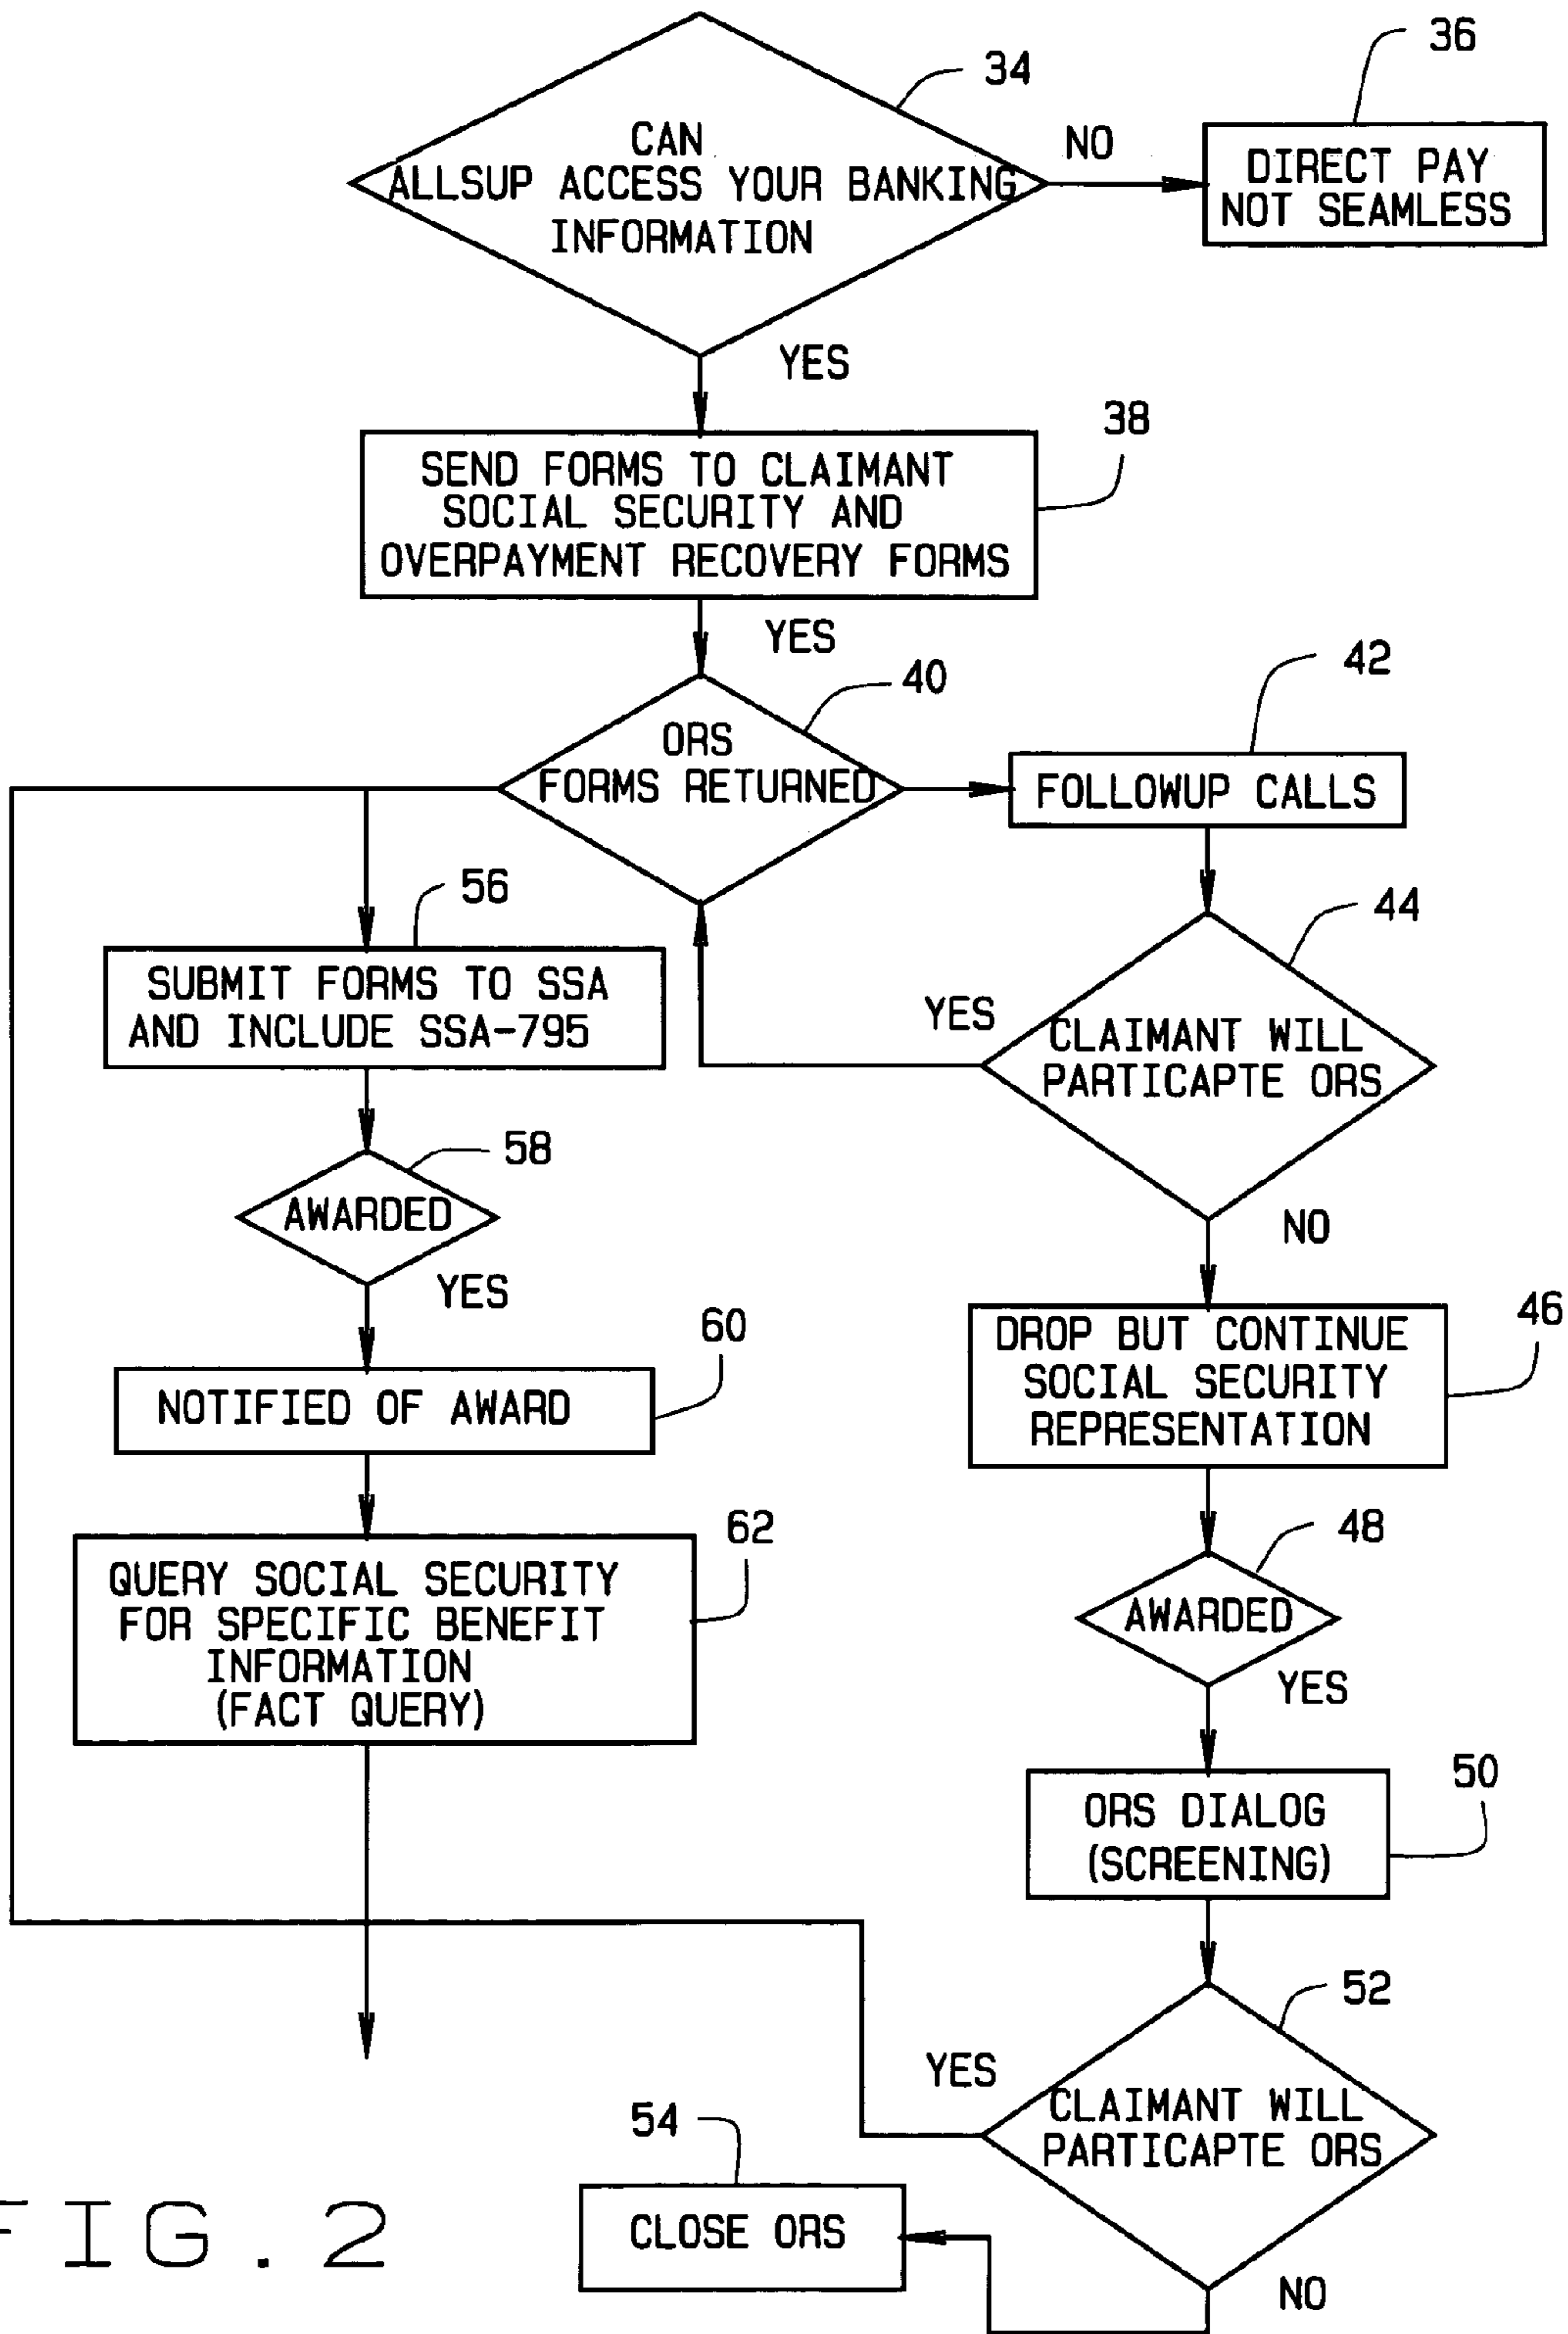 34
36
CAN
ALLSUP ACCESS YOUR BANKING
INFORMATION
NO
DIRECT PAY
NOT SEAMLESS
YES
38
SEND FORMS TO CLAIMANT
SOCIAL SECURITY AND
OVERPAYMENT RECOVERY FORMS
YES
40
42
ORS
FORMS RETURNED
FOLLOWUP CALLS
56
44
SUBMIT FORMS TO SSA
AND INCLUDE SSA-795
YES
CLAIMANT WILL
PARTICAPTE ORS
58
AWARDED
YES
NO
60
46
NOTIFIED OF AWARD
DROP BUT CONTINUE
SOCIAL SECURITY
REPRESENTATION
62
48
QUERY SOCIAL SECURITY
FOR SPECIFIC BENEFIT
INFORMATION
(FACT QUERY)
AWARDED
YES
50
ORS DIALOG
(SCREENING)
52
YES
CLAIMANT WILL
PARTICAPTE ORS
54
CLOSE ORS
NO
FIG. 2